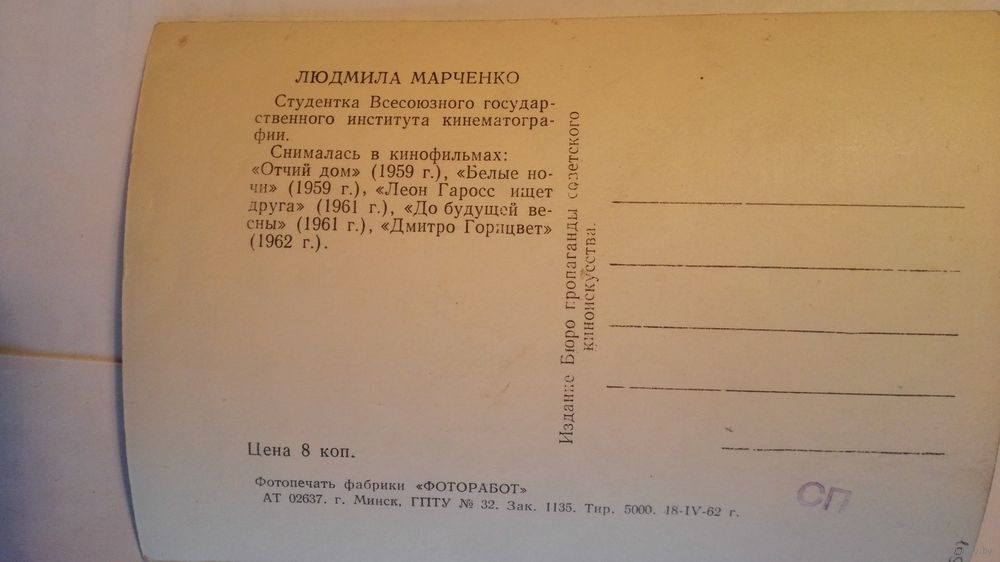 ЛЮДМИЛА МАРЧЕНКО
Студентка Всесоюзного государ-
ственного института кинематогра-
фии.
Снималась в кинофильмах:
«Отчий дом» (1959 г.), «Белые но-
чи» (1959 г.), «Леон Гаросс ищет
друга» (1961 г.), «До будущей ве-
сны» (1961 г.), «Дмитро Горицвет»
(1962 г.).
Цена 8 коп.
Фотопечать фабрики «ФОТОРАБОТ»
АТ 02637. г. Минск, ГПТУ № 32. Зак. 1135. Тир. 5000. 18-IV-62 г.
Издание Бюро пропаганды советского
киноискусства.
СП